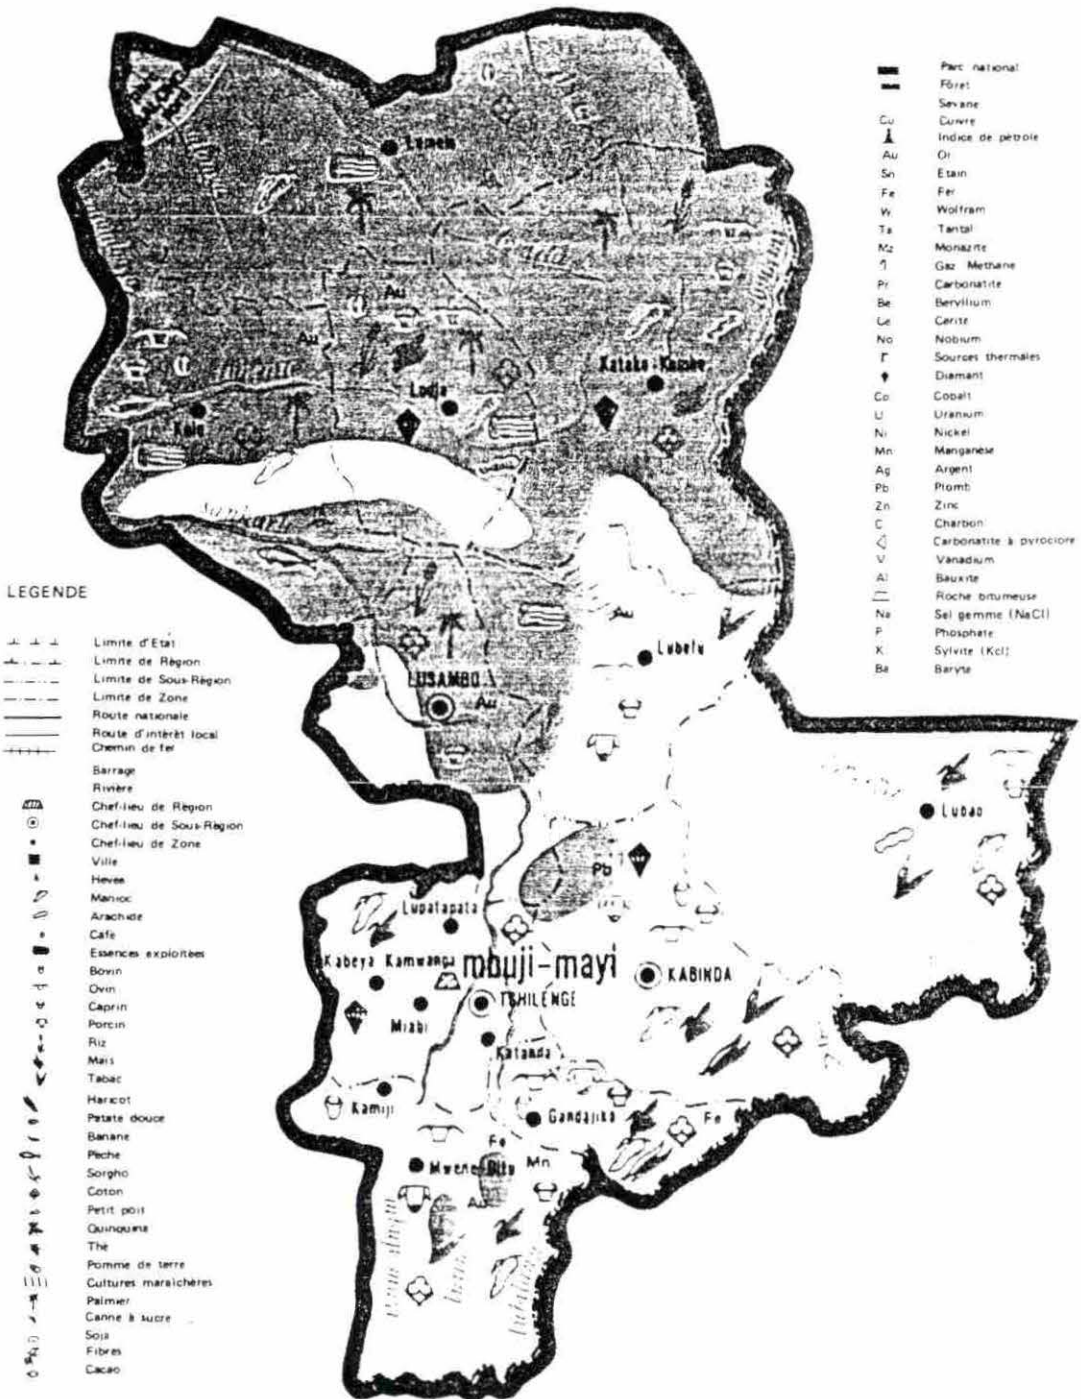 Parc national
Fôret
Savane
Cu Cuivre
Indice de pétrole
Au Or
Sn Etain
Fe Fer
W Wolfram
Ta Tantal
Mz Monazite
Gaz Methane
Pr Carbonatite
Be Beryllium
Ce Cerite
No Nobium
Sources thermales
Diamant
Co Cobalt
U Uranium
Ni Nickel
Mn Manganèse
Ag Argent
Pb Plomb
Zn Zinc
C Charbon
Carbonatite à pyroclore
V Vanadium
Al Bauxite
Roche bitumeuse
Na Sel gemme (NaCl)
P Phosphate
K Sylvite (Kcl)
Ba Baryte
LEGENDE
Limite d'Etat
Limite de Région
Limite de Sous-Région
Limite de Zone
Route nationale
Route d'intérêt local
Chemin de fer
Barrage
Rivière
Chef-lieu de Région
Chef-lieu de Sous-Région
Chef-lieu de Zone
Ville
Hevea
Manioc
Arachide
Café
Essences exploitées
Bovin
Ovin
Caprin
Porcin
Riz
Maïs
Tabac
Haricot
Patate douce
Banane
Pêche
Sorgho
Coton
Petit poit
Quinquina
Thé
Pomme de terre
Cultures maraîchères
Palmier
Canne à sucre
Soja
Fibres
Cacao
Nord
Lomela
Au
Au
Katako-Kombe
Lodja
Kole
Sankuru
Au
Lubefu
LUSAMBO
Au
Lubao
Pb
Lupatapata
Kabeya Kamwanga
mbuji-mayi
KABINDA
TSHILENGE
Miabi
Katanda
Kamiji
Gandajika
Fe
Fe
Mwene-Ditu
Mn
Au